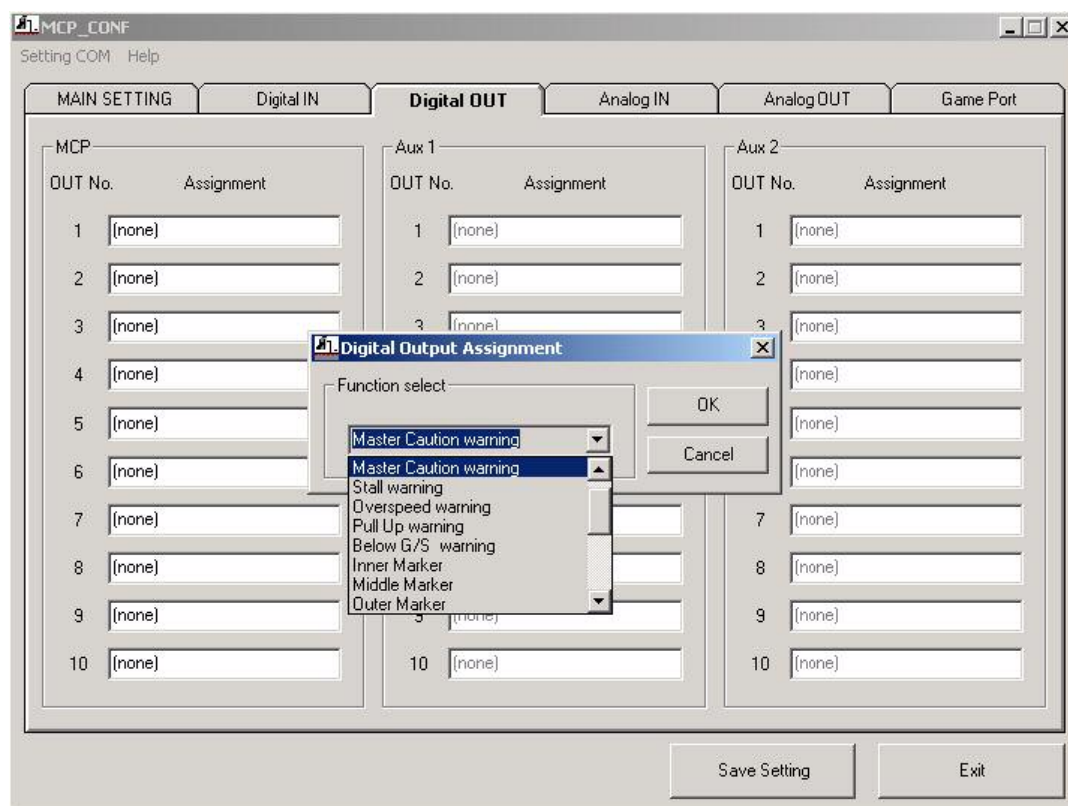 MCP_CONF
Setting COM Help
MAIN SETTING Digital IN Digital OUT Analog IN Analog OUT Game Port
MCP Aux 1 Aux 2
OUT No. Assignment OUT No. Assignment OUT No. Assignment
1 (none) 1 (none) 1 (none)
2 (none) 2 (none) 2 (none)
3 (none) 3 (none) 3 (none)
Digital Output Assignment
4 (none) (none)
Function select
OK
5 (none) (none)
Master Caution warning
Cancel
6 (none) (none)
Master Caution warning
Stall warning
Overspeed warning
7 (none) 7 (none)
Pull Up warning
Below G/S warning
8 (none) 8 (none)
Inner Marker
Middle Marker
Outer Marker
9 (none) 9 (none) 9 (none)
10 (none) 10 (none) 10 (none)
Save Setting Exit